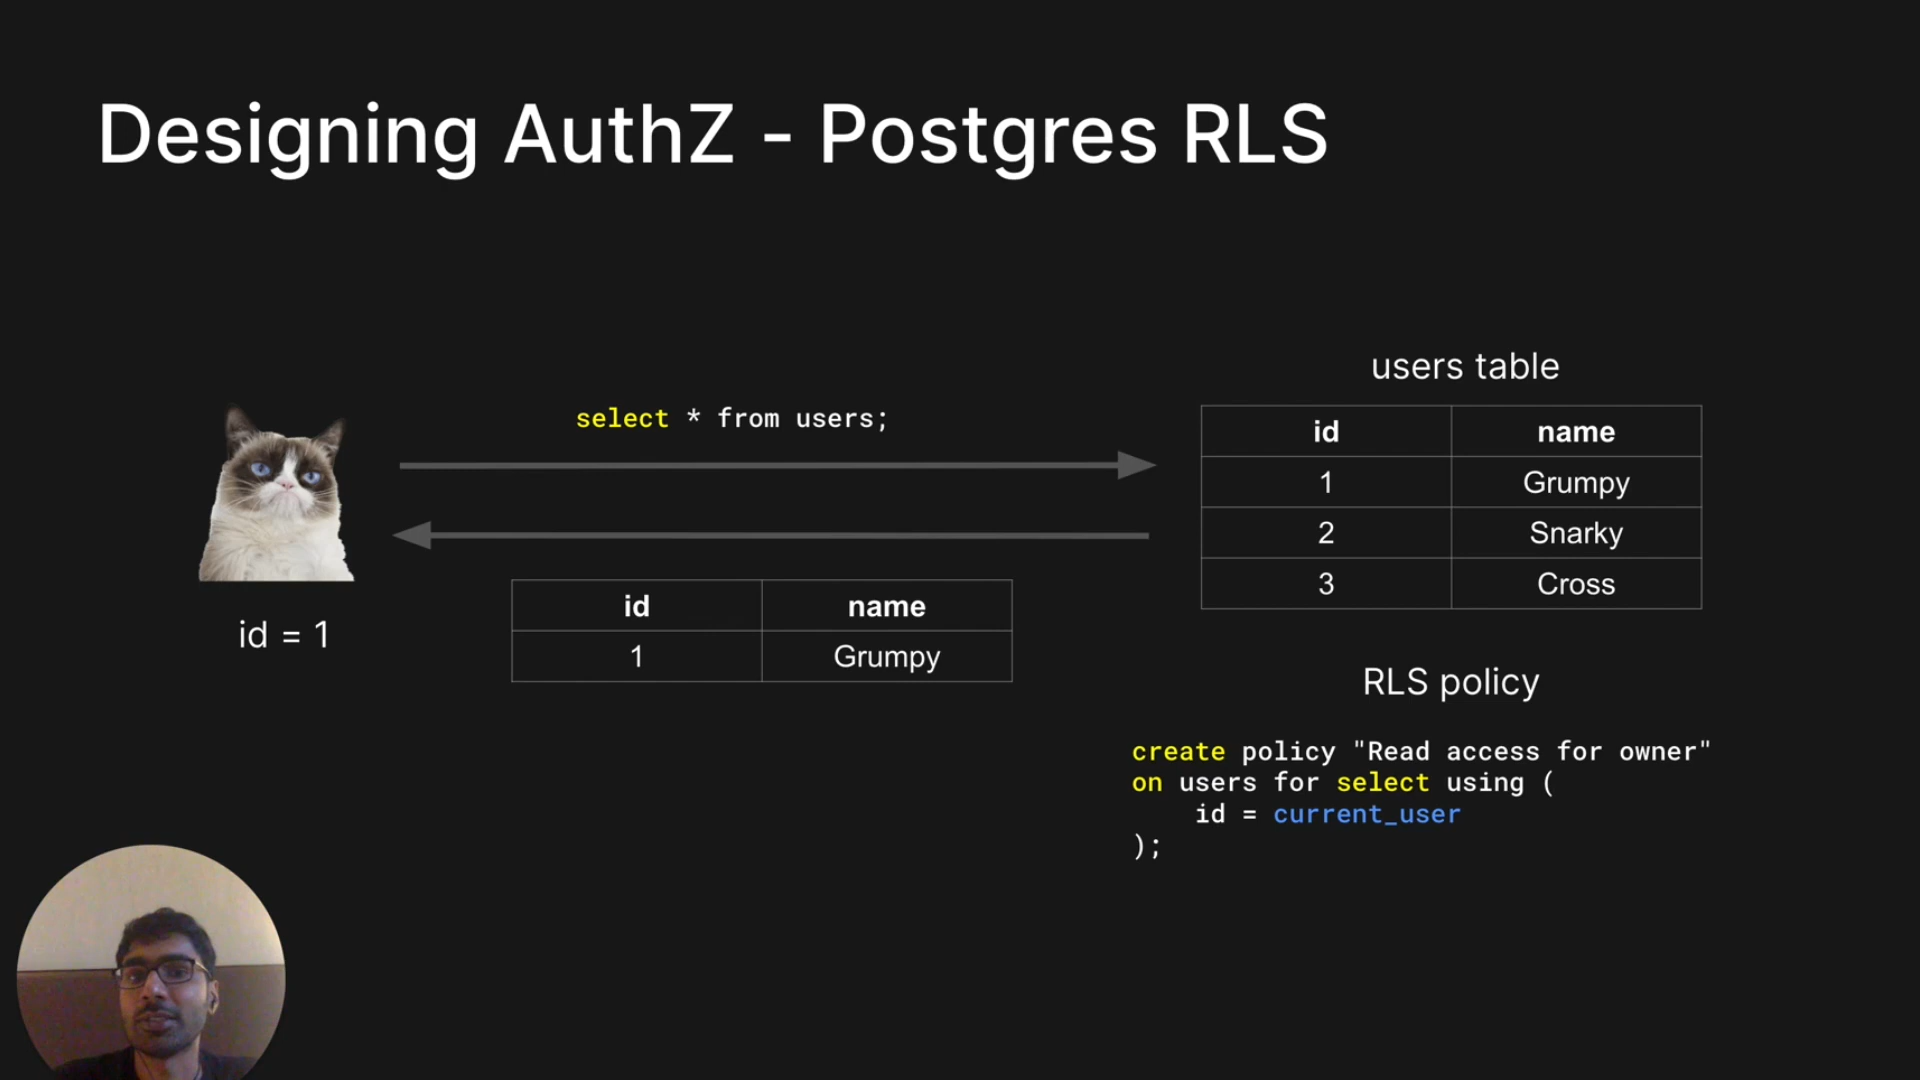 Designing AuthZ - Postgres RLS
select * from users;
id = 1
id name
1 Grumpy
users table
id name
1 Grumpy
2 Snarky
3 Cross
RLS policy
create policy "Read access for owner"
on users for select using (
id = current_user
);